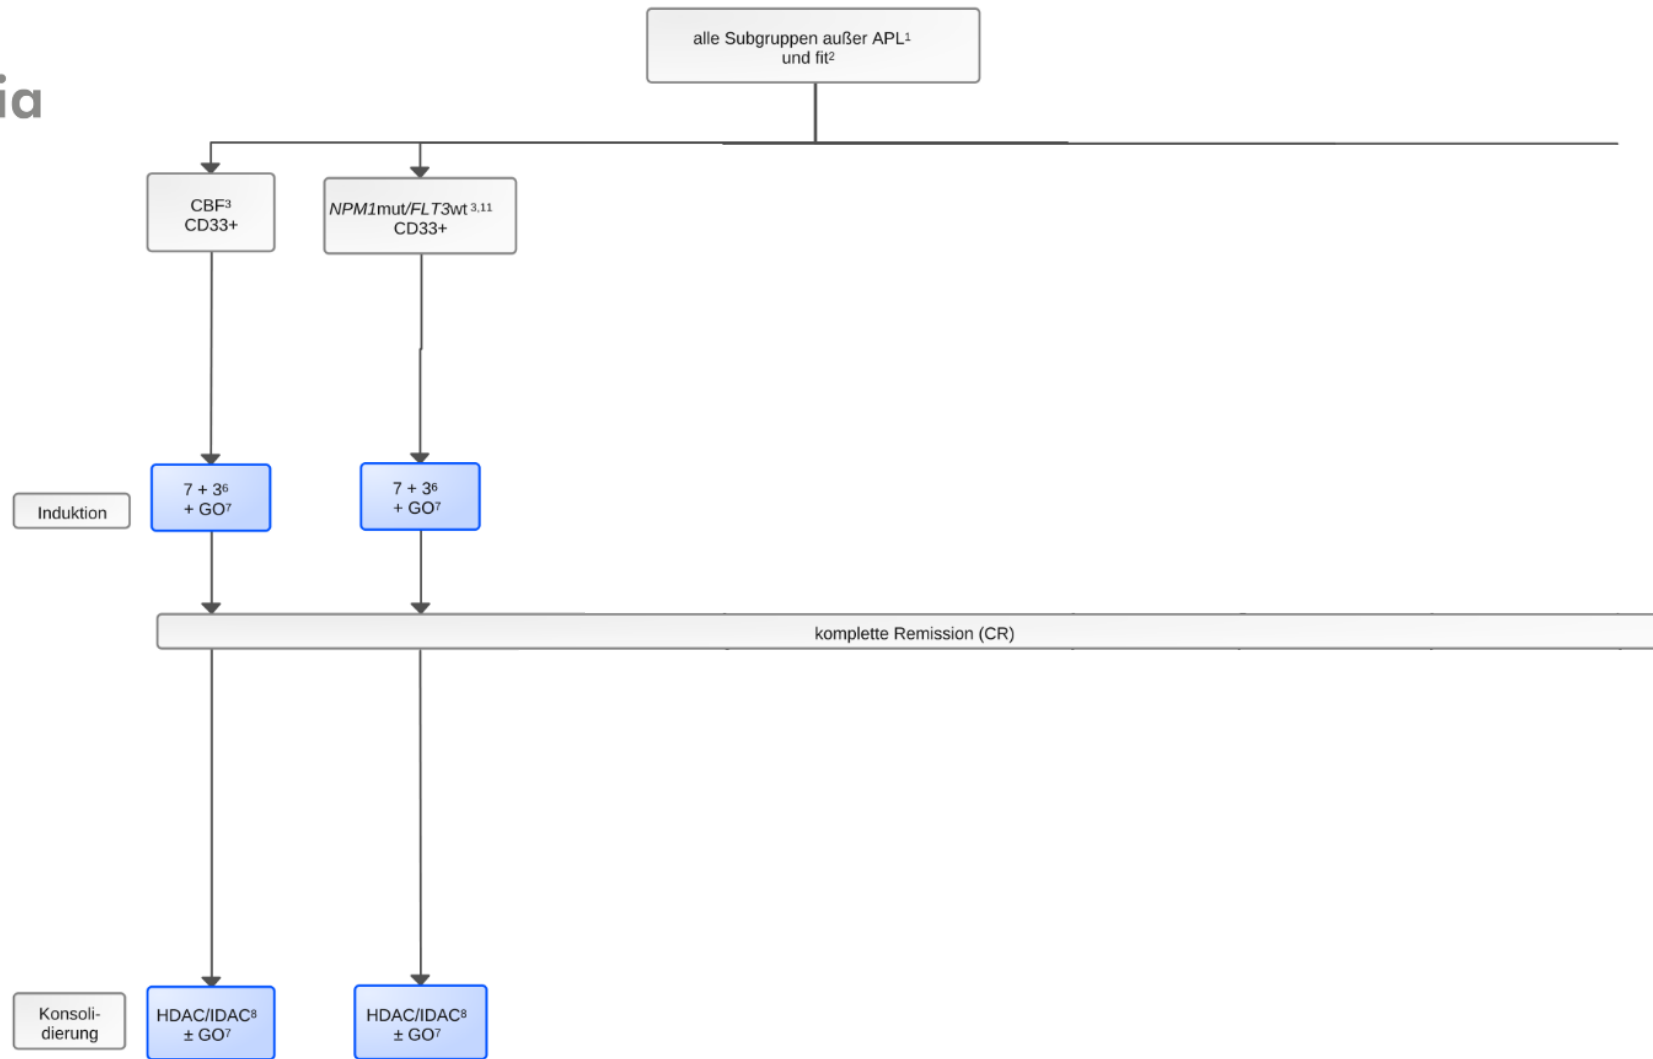 alle Subgruppen außer APL¹
und fit²
ia
CBF³
CD33+
NPM1mut/FLT3wt ³,¹¹
CD33+
Induktion
7 + 3⁶
+ GO⁷
7 + 3⁶
+ GO⁷
komplette Remission (CR)
Konsoli-
dierung
HDAC/IDAC⁸
± GO⁷
HDAC/IDAC⁸
± GO⁷